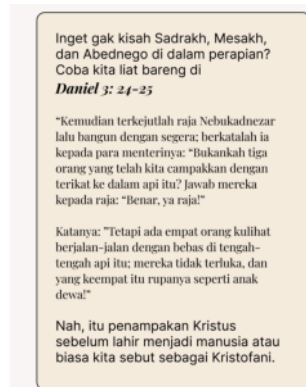 Inget gak kisah Sadrakh, Mesakh,
dan Abednego di dalam perapian?
Coba kita liat bareng di
Daniel 3: 24-25
“Kemudian terkejutlah raja Nebukadnezar
lalu bangun dengan segera; berkatalah ia
kepada para menterinya: “Bukankah tiga
orang yang telah kita campakkan dengan
terikat ke dalam api itu? Jawab mereka
kepada raja: “Benar, ya raja!”
Katanya: "Tetapi ada empat orang kulihat
berjalan-jalan dengan bebas di tengah-
tengah api itu; mereka tidak terluka, dan
yang keempat itu rupanya seperti anak
dewa!"
Nah, itu penampakan Kristus
sebelum lahir menjadi manusia atau
biasa kita sebut sebagai Kristofani.